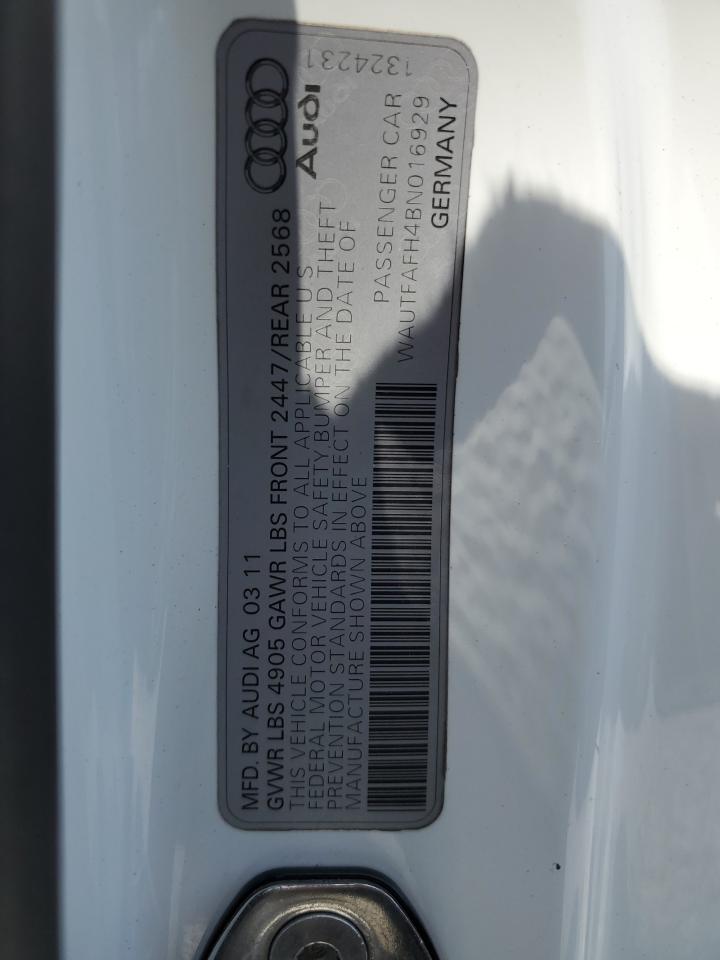 MFD. BY AUDI AG 03 11
GVWR LBS 4905 GAWR LBS FRONT 2447/REAR 2568
THIS VEHICLE CONFORMS TO ALL APPLICABLE U S
FEDERAL MOTOR VEHICLE SAFETY, BUMPER AND THEFT
PREVENTION STANDARDS IN EFFECT ON THE DATE OF
MANUFACTURE SHOWN ABOVE
Audi
PASSENGER CAR
WAUTFAFH4BN016929
GERMANY
1324231